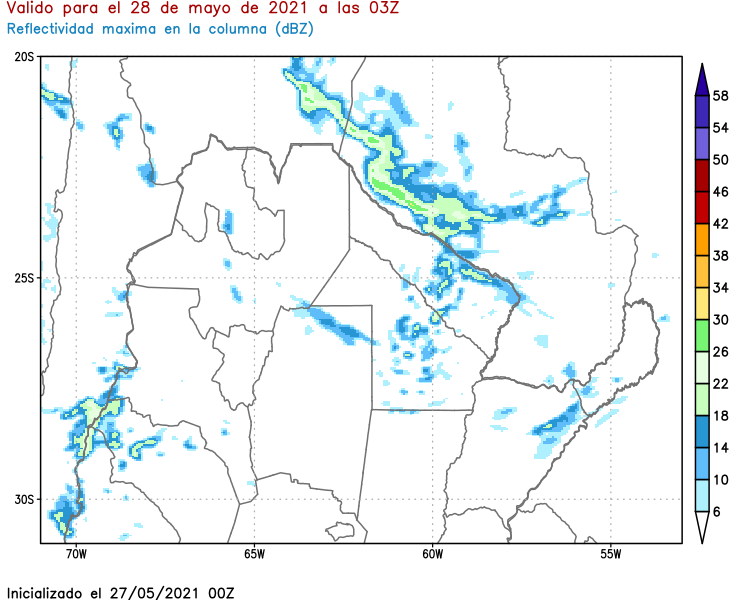 Valido para el 28 de mayo de 2021 a las 03Z
Reflectividad maxima en la columna (dBZ)
20S
25S
30S
70W 65W 60W 55W
58
54
50
46
42
38
34
30
26
22
18
14
10
6
Inicializado el 27/05/2021 00Z